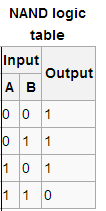 NAND logic
table
Input Output
A B
0 0 1
0 1 1
1 0 1
1 1 0